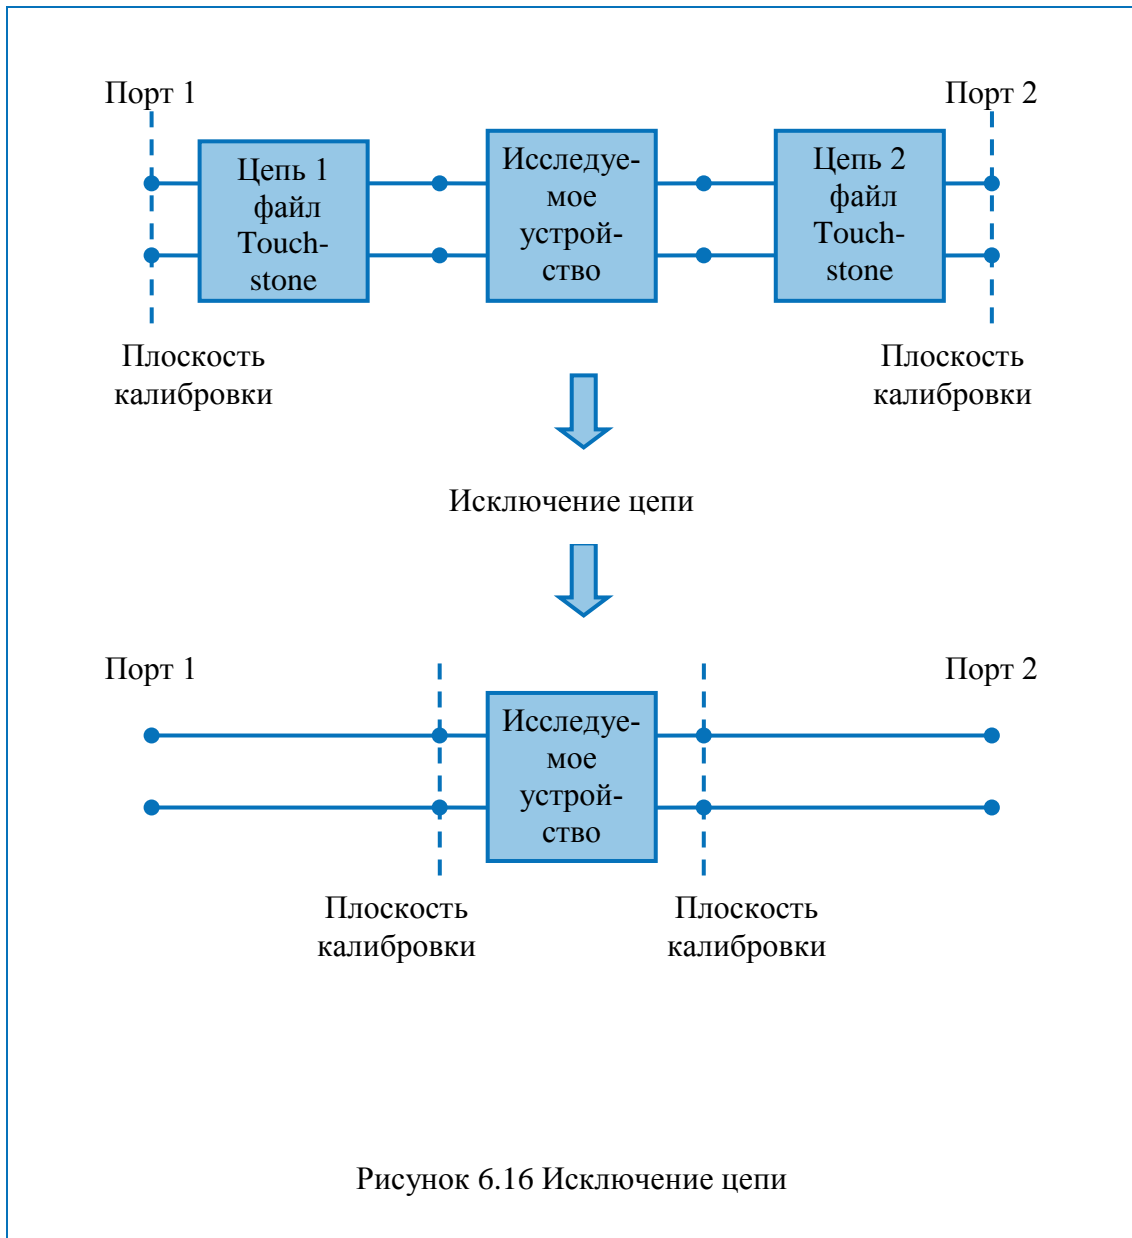 Порт 1
Порт 2
Цепь 1
файл
Touch-
stone
Исследуе-
мое
устрой-
ство
Цепь 2
файл
Touch-
stone
Плоскость
калибровки
Плоскость
калибровки
Исключение цепи
Порт 1
Порт 2
Исследуе-
мое
устрой-
ство
Плоскость
калибровки
Плоскость
калибровки
Рисунок 6.16 Исключение цепи